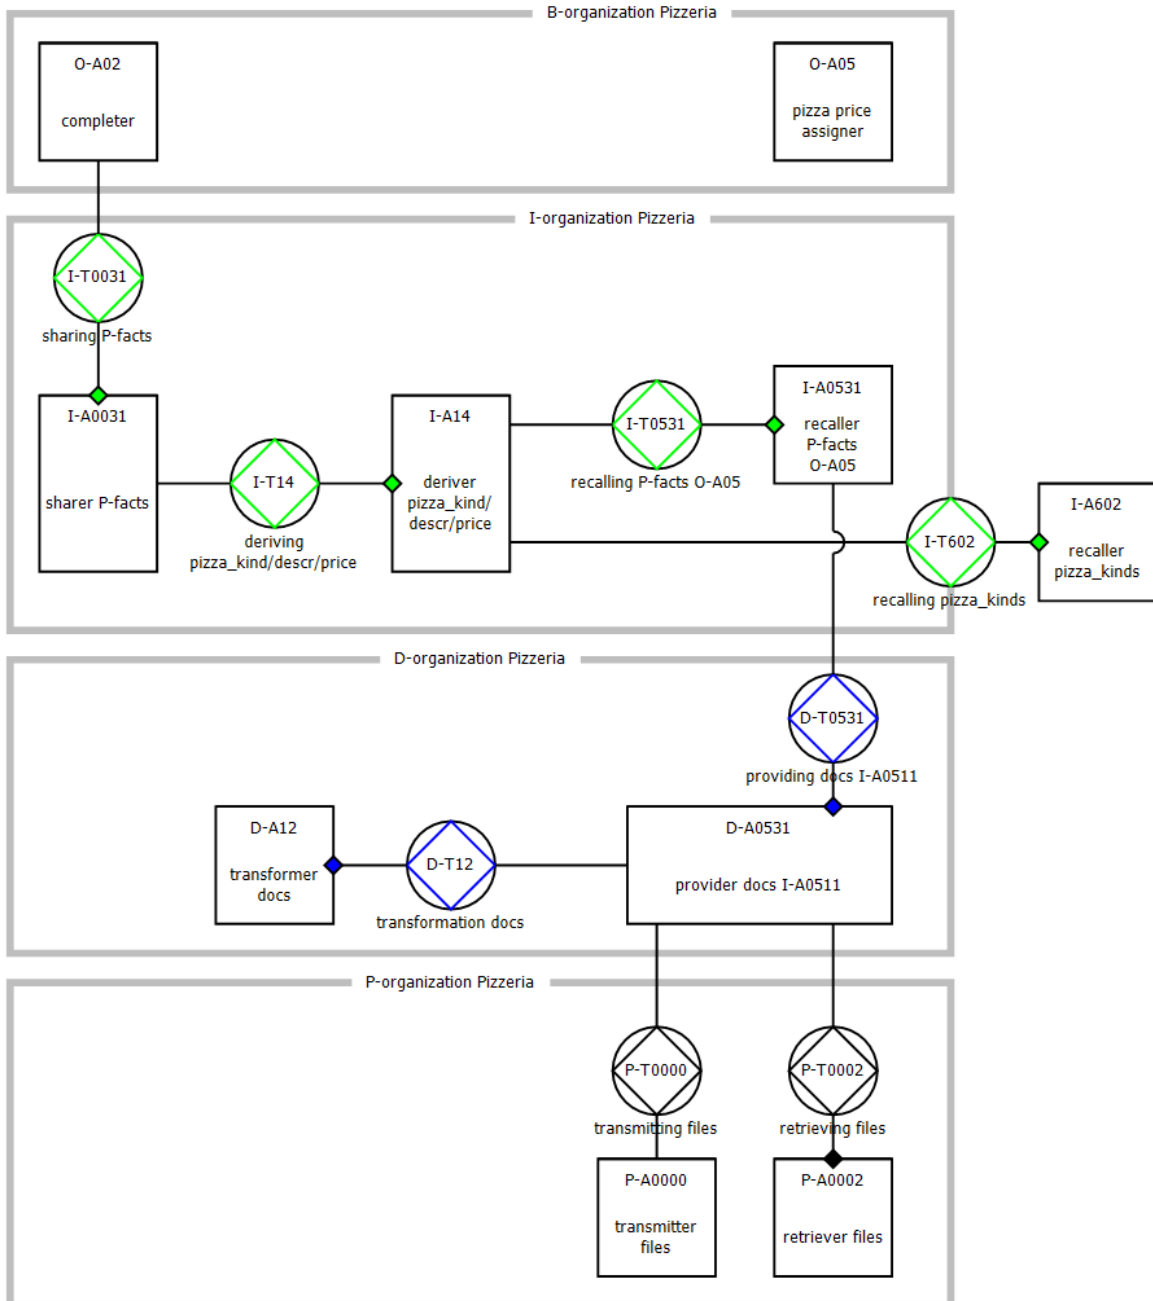 B-organization Pizzeria
O-A02
completer
O-A05
pizza price
assigner
I-organization Pizzeria
I-T0031
sharing P-facts
I-A0031
sharer P-facts
I-T14
deriving
pizza_kind/descr/price
I-A14
deriver
pizza_kind/
descr/price
I-T0531
recalling P-facts O-A05
I-A0531
recaller
P-facts
O-A05
I-T602
recalling pizza_kinds
I-A602
recaller
pizza_kinds
D-organization Pizzeria
D-T0531
providing docs I-A0511
D-A12
transformer
docs
D-T12
transformation docs
D-A0531
provider docs I-A0511
P-organization Pizzeria
P-T0000
transmitting files
P-T0002
retrieving files
P-A0000
transmitter
files
P-A0002
retriever files